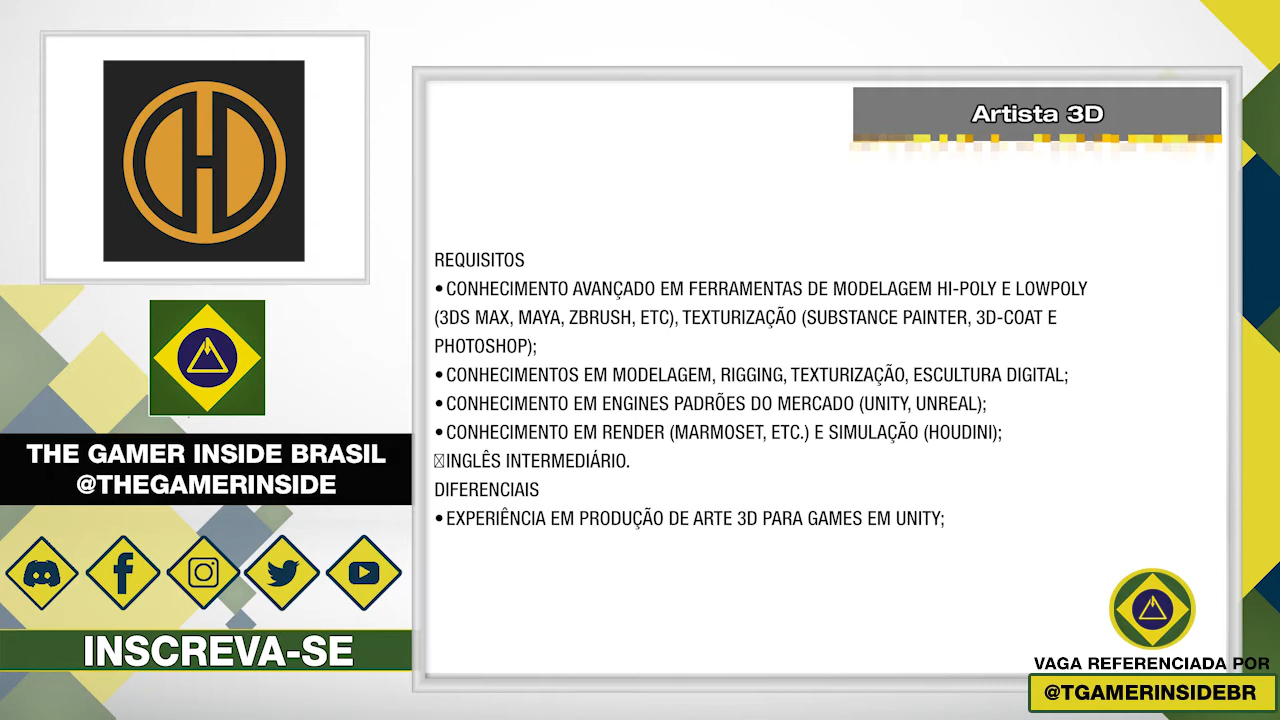 Artista 3D
REQUISITOS
• CONHECIMENTO AVANÇADO EM FERRAMENTAS DE MODELAGEM HI-POLY E LOWPOLY
(3DS MAX, MAYA, ZBRUSH, ETC), TEXTURIZAÇÃO (SUBSTANCE PAINTER, 3D-COAT E
PHOTOSHOP);
• CONHECIMENTOS EM MODELAGEM, RIGGING, TEXTURIZAÇÃO, ESCULTURA DIGITAL;
• CONHECIMENTO EM ENGINES PADRÕES DO MERCADO (UNITY, UNREAL);
• CONHECIMENTO EM RENDER (MARMOSET, ETC.) E SIMULAÇÃO (HOUDINI);
INGLÊS INTERMEDIÁRIO.
DIFERENCIAIS
• EXPERIÊNCIA EM PRODUÇÃO DE ARTE 3D PARA GAMES EM UNITY;
THE GAMER INSIDE BRASIL
@THEGAMERINSIDE
INSCREVA-SE
VAGA REFERENCIADA POR
@TGAMERINSIDEBR